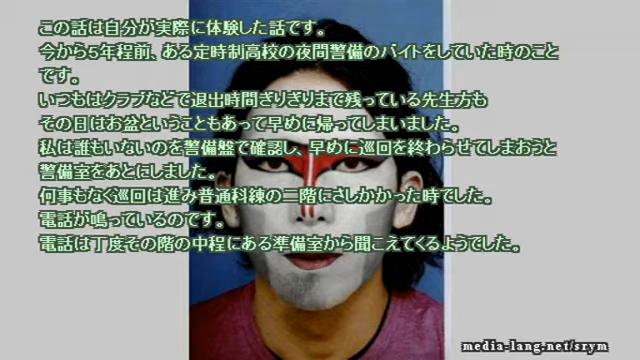 この話は自分が実際に体験した話です。
今から5年程前、ある定時制高校の夜間警備のバイトをしていた時のこと
です。
いつもはクラブなどで退出時間ぎりぎりまで残っている先生方も
その日はお盆ということもあって早めに帰ってしまいました。
私は誰もいないのを警備盤で確認し、早めに巡回を終わらせてしまおうと
警備室をあとにしました。
何事もなく巡回は進み普通科練の二階にさしかかった時でした。
電話が鳴っているのです。
電話は丁度その階の中程にある準備室から聞こえてくるようでした。
media-lang.net/srym